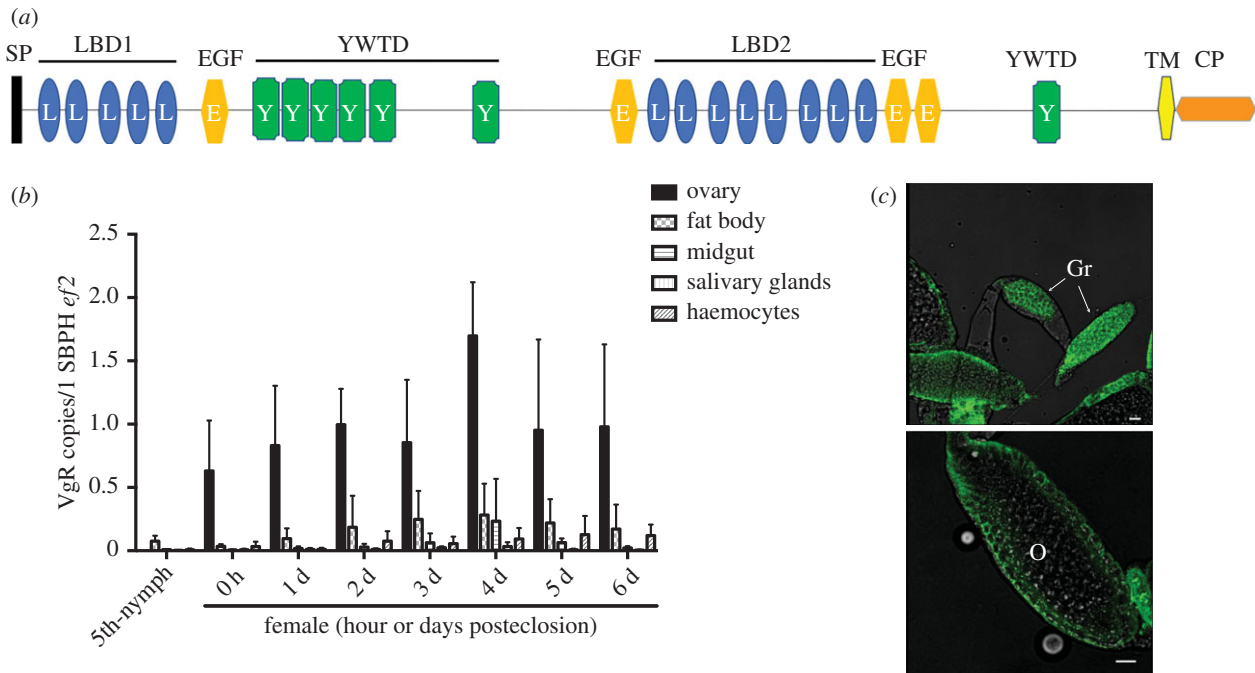 (a)
SP LBD1 EGF YWTD EGF LBD2 EGF YWTD TM CP
L L L L L E Y Y Y Y Y Y E L L L L L L L L E E Y
(b)
ovary
fat body
midgut
salivary glands
haemocytes
VgR copies/1 SBPH ef2
2.5
2.0
1.5
1.0
0.5
0
5th-nymph 0 h 1 d 2 d 3 d 4 d 5 d 6 d
female (hour or days posteclosion)
(c)
Gr
O